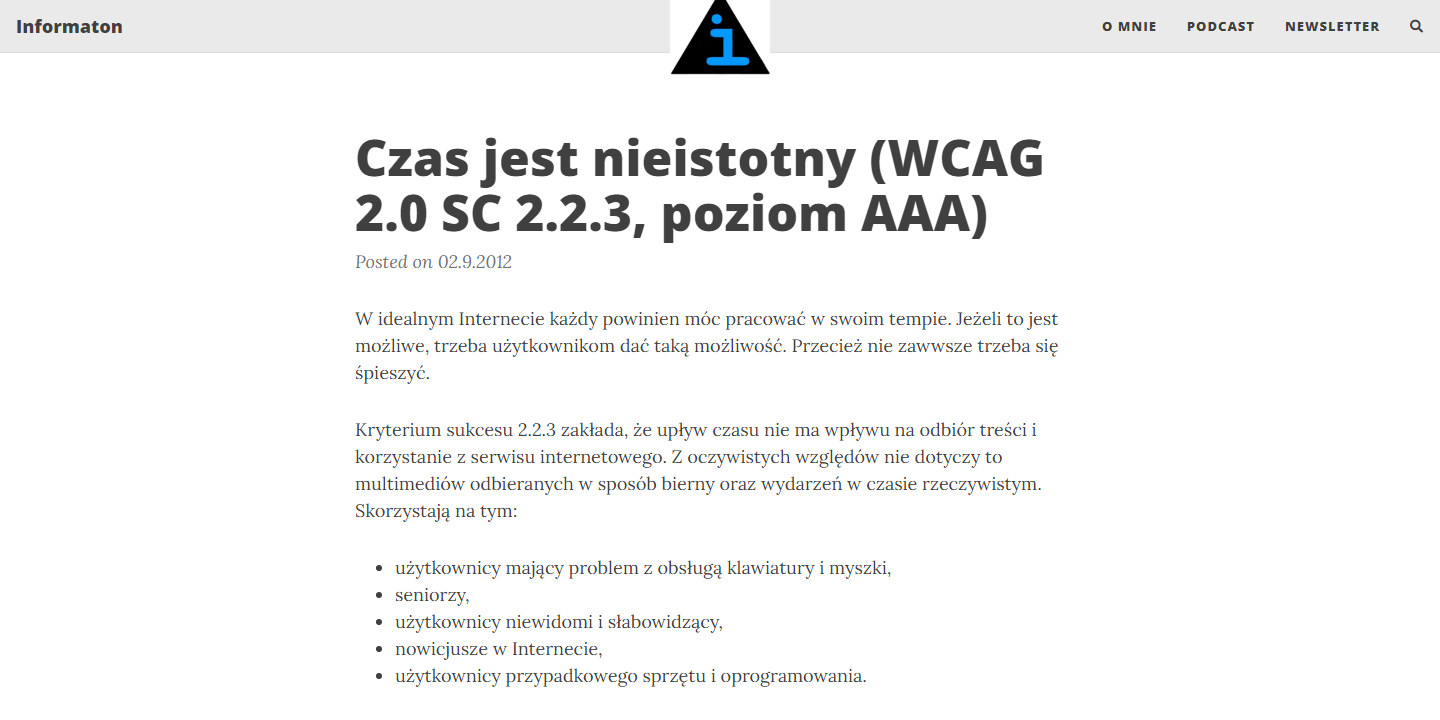 Informaton
i
O MNIE
PODCAST
NEWSLETTER
Czas jest nieistotny (WCAG
2.0 SC 2.2.3, poziom AAA)
Posted on 02.9.2012
W idealnym Internecie każdy powinien móc pracować w swoim tempie. Jeżeli to jest
możliwe, trzeba użytkownikom dać taką możliwość. Przecież nie zawwsze trzeba się
śpieszyć.
Kryterium sukcesu 2.2.3 zakłada, że upływ czasu nie ma wpływu na odbiór treści i
korzystanie z serwisu internetowego. Z oczywistych względów nie dotyczy to
multimediów odbieranych w sposób bierny oraz wydarzeń w czasie rzeczywistym.
Skorzystają na tym:
• użytkownicy mający problem z obsługą klawiatury i myszki,
• seniorzy,
• użytkownicy niewidomi i słabowidzący,
• nowicjusze w Internecie,
• użytkownicy przypadkowego sprzętu i oprogramowania.